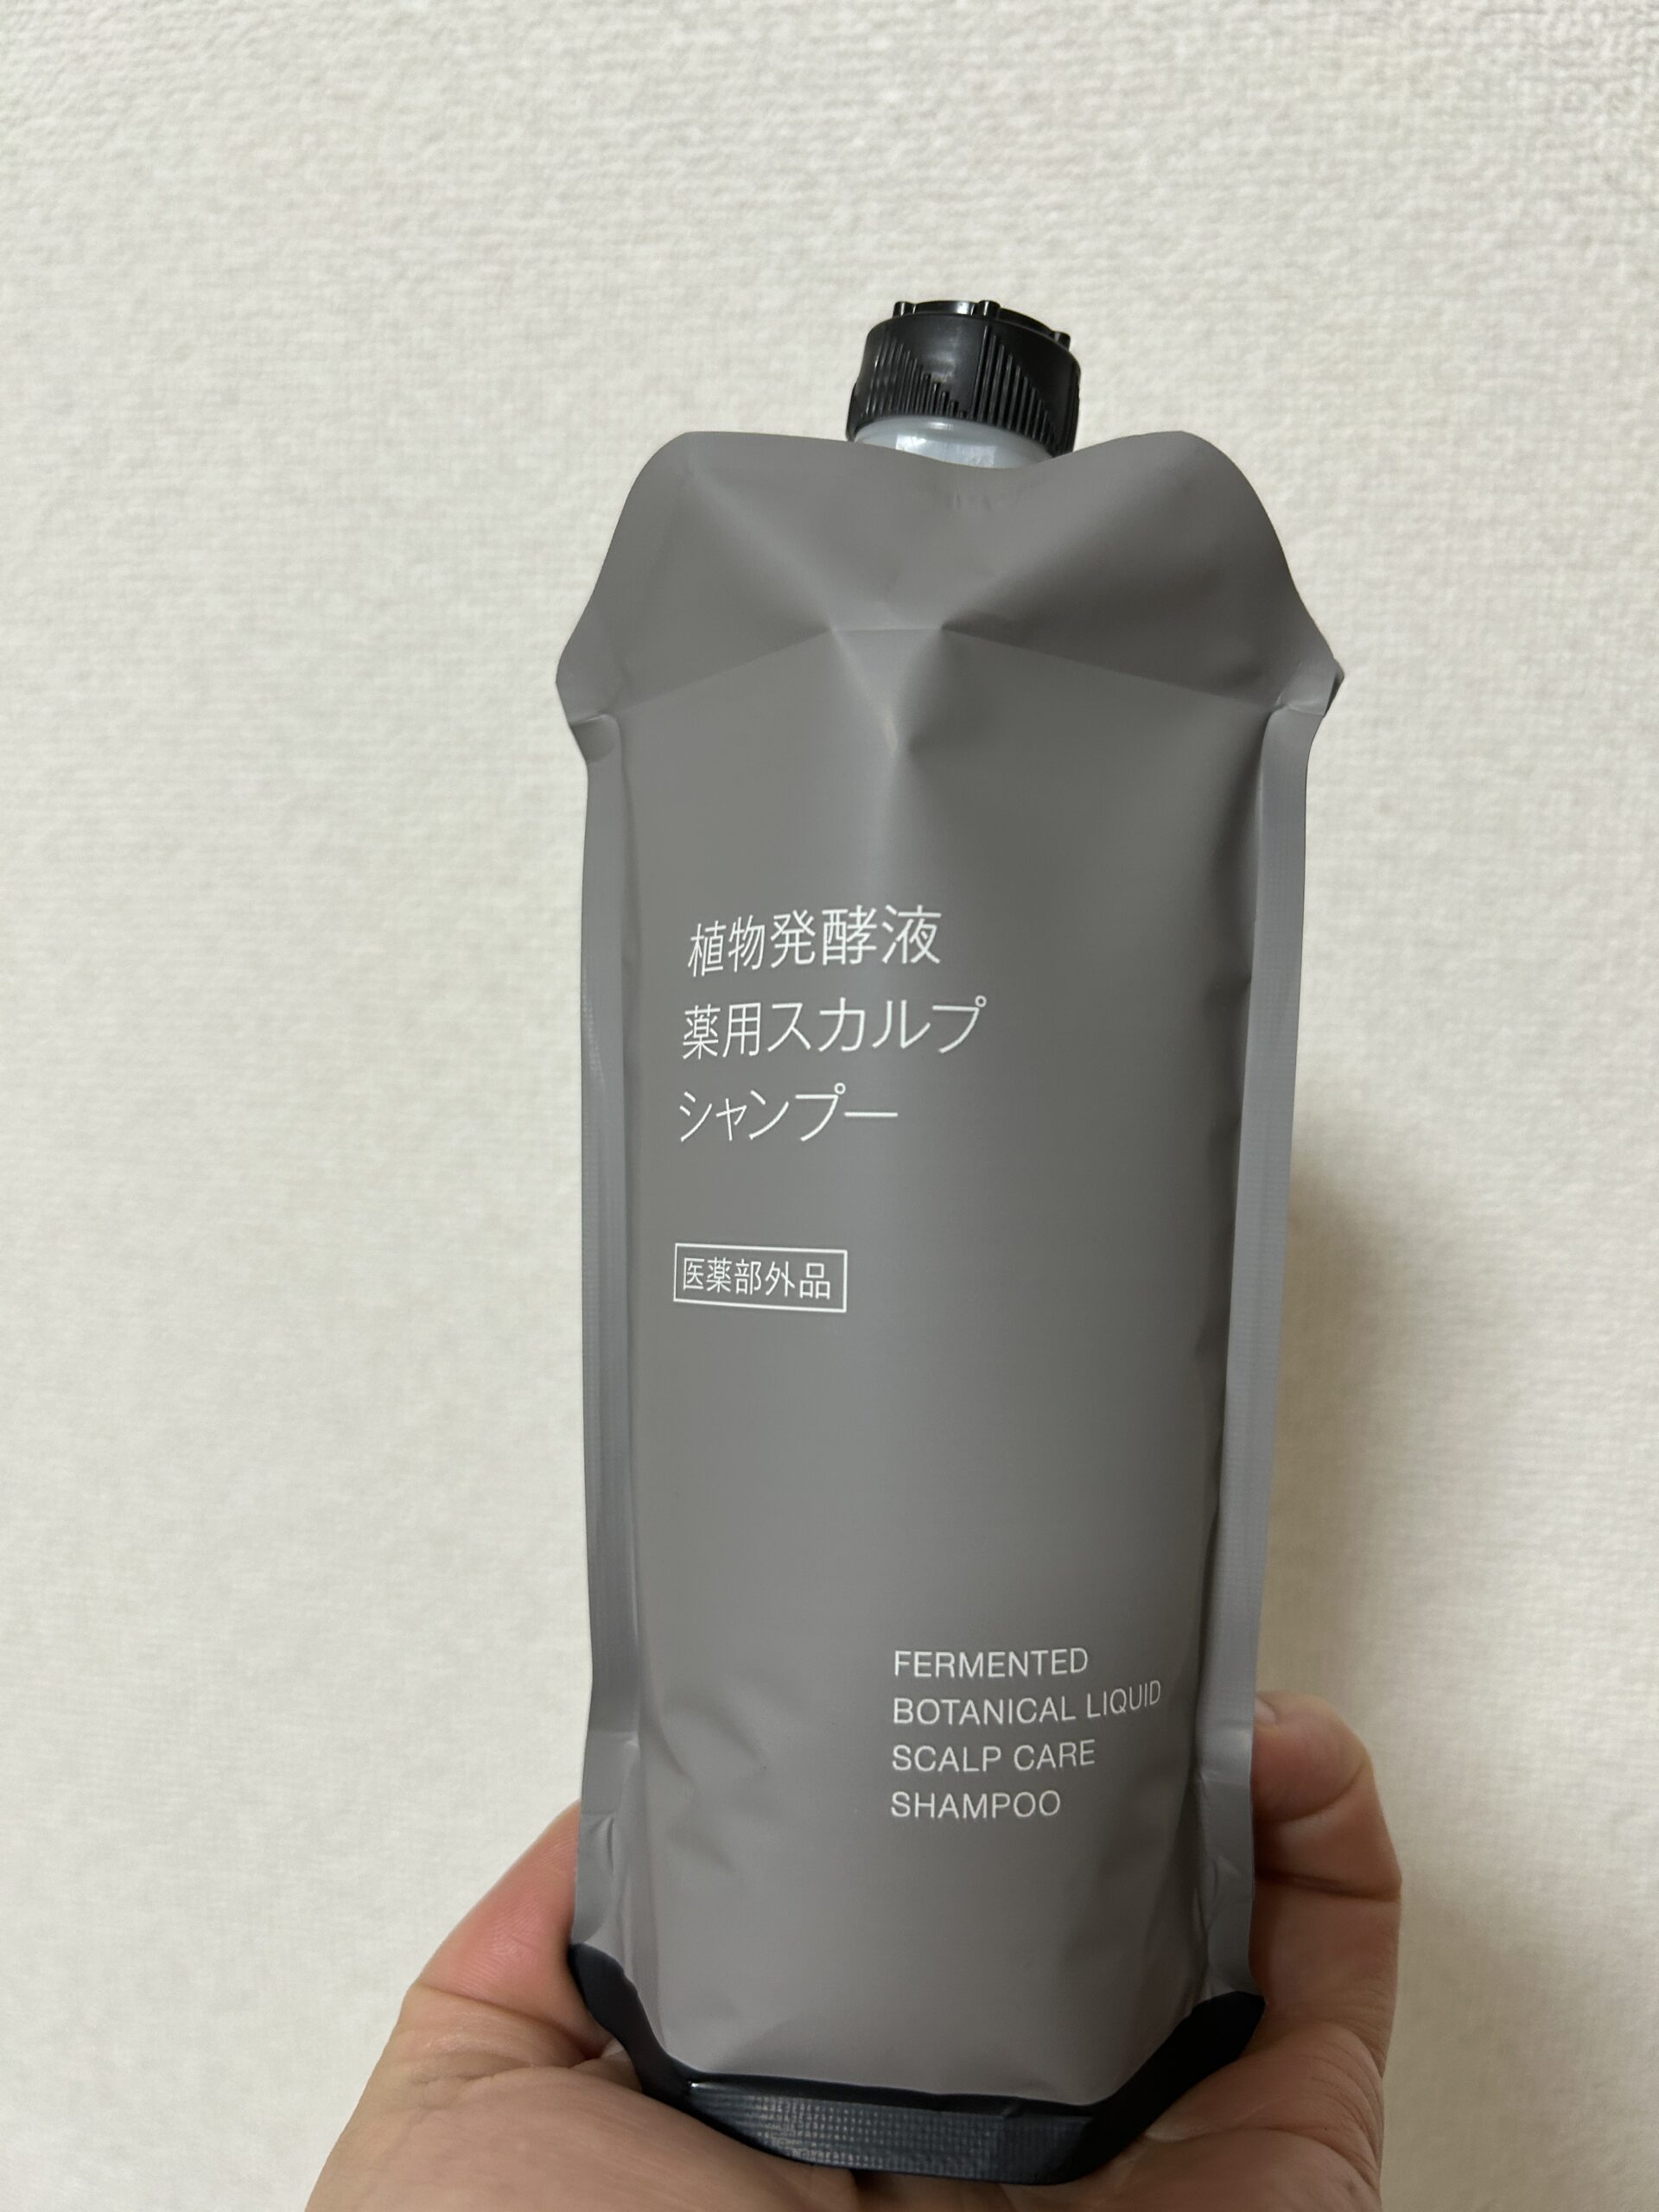 植物発酵液
薬用スカルプ
シャンプー
医薬部外品
FERMENTED
BOTANICAL LIQUID
SCALP CARE
SHAMPOO